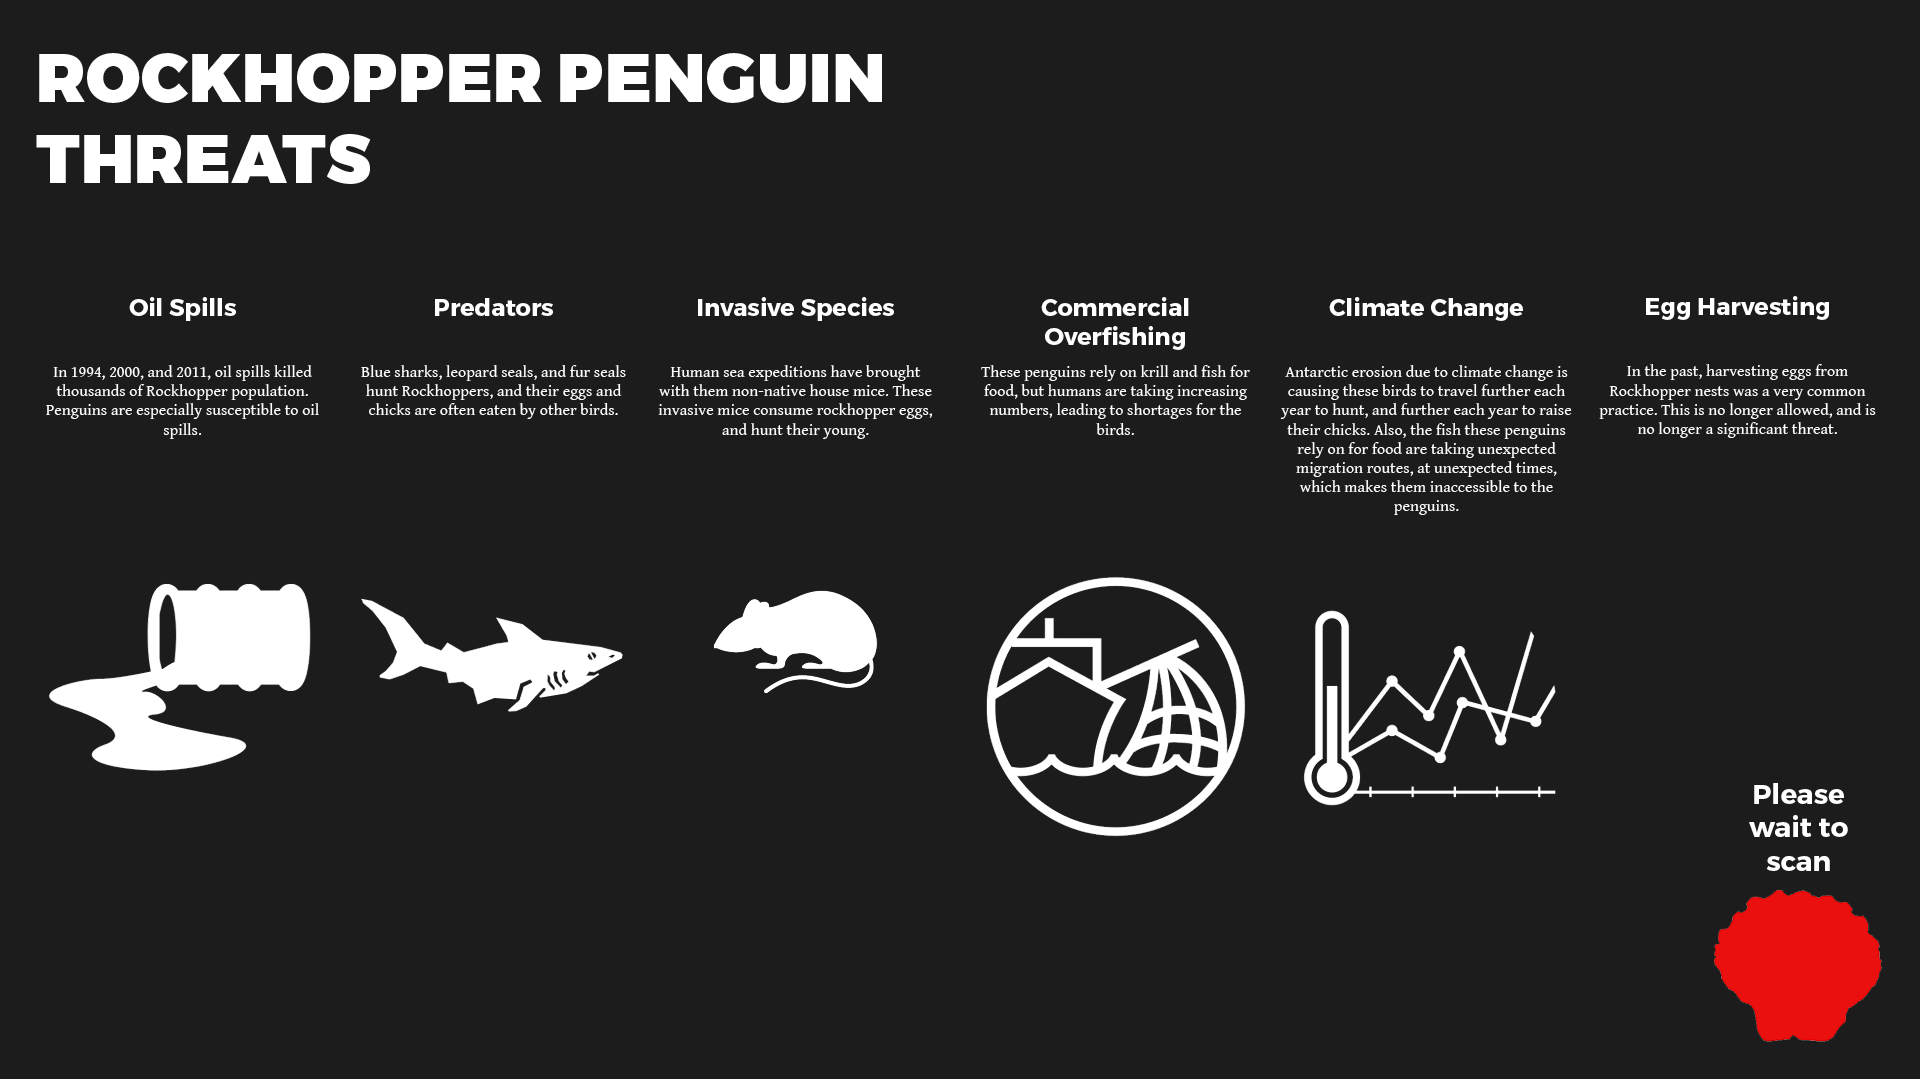 ROCKHOPPER PENGUIN
THREATS
Oil Spills
In 1994, 2000, and 2011, oil spills killed
thousands of Rockhopper population.
Penguins are especially susceptible to oil
spills.
Predators
Blue sharks, leopard seals, and fur seals
hunt Rockhoppers, and their eggs and
chicks are often eaten by other birds.
Invasive Species
Human sea expeditions have brought
with them non-native house mice. These
invasive mice consume rockhopper eggs,
and hunt their young.
Commercial
Overfishing
These penguins rely on krill and fish for
food, but humans are taking increasing
numbers, leading to shortages for the
birds.
Climate Change
Antarctic erosion due to climate change is
causing these birds to travel further each
year to hunt, and further each year to raise
their chicks. Also, the fish these penguins
rely on for food are taking unexpected
migration routes, at unexpected times,
which makes them inaccessible to the
penguins.
Egg Harvesting
In the past, harvesting eggs from
Rockhopper nests was a very common
practice. This is no longer allowed, and is
no longer a significant threat.
Please
wait to
scan